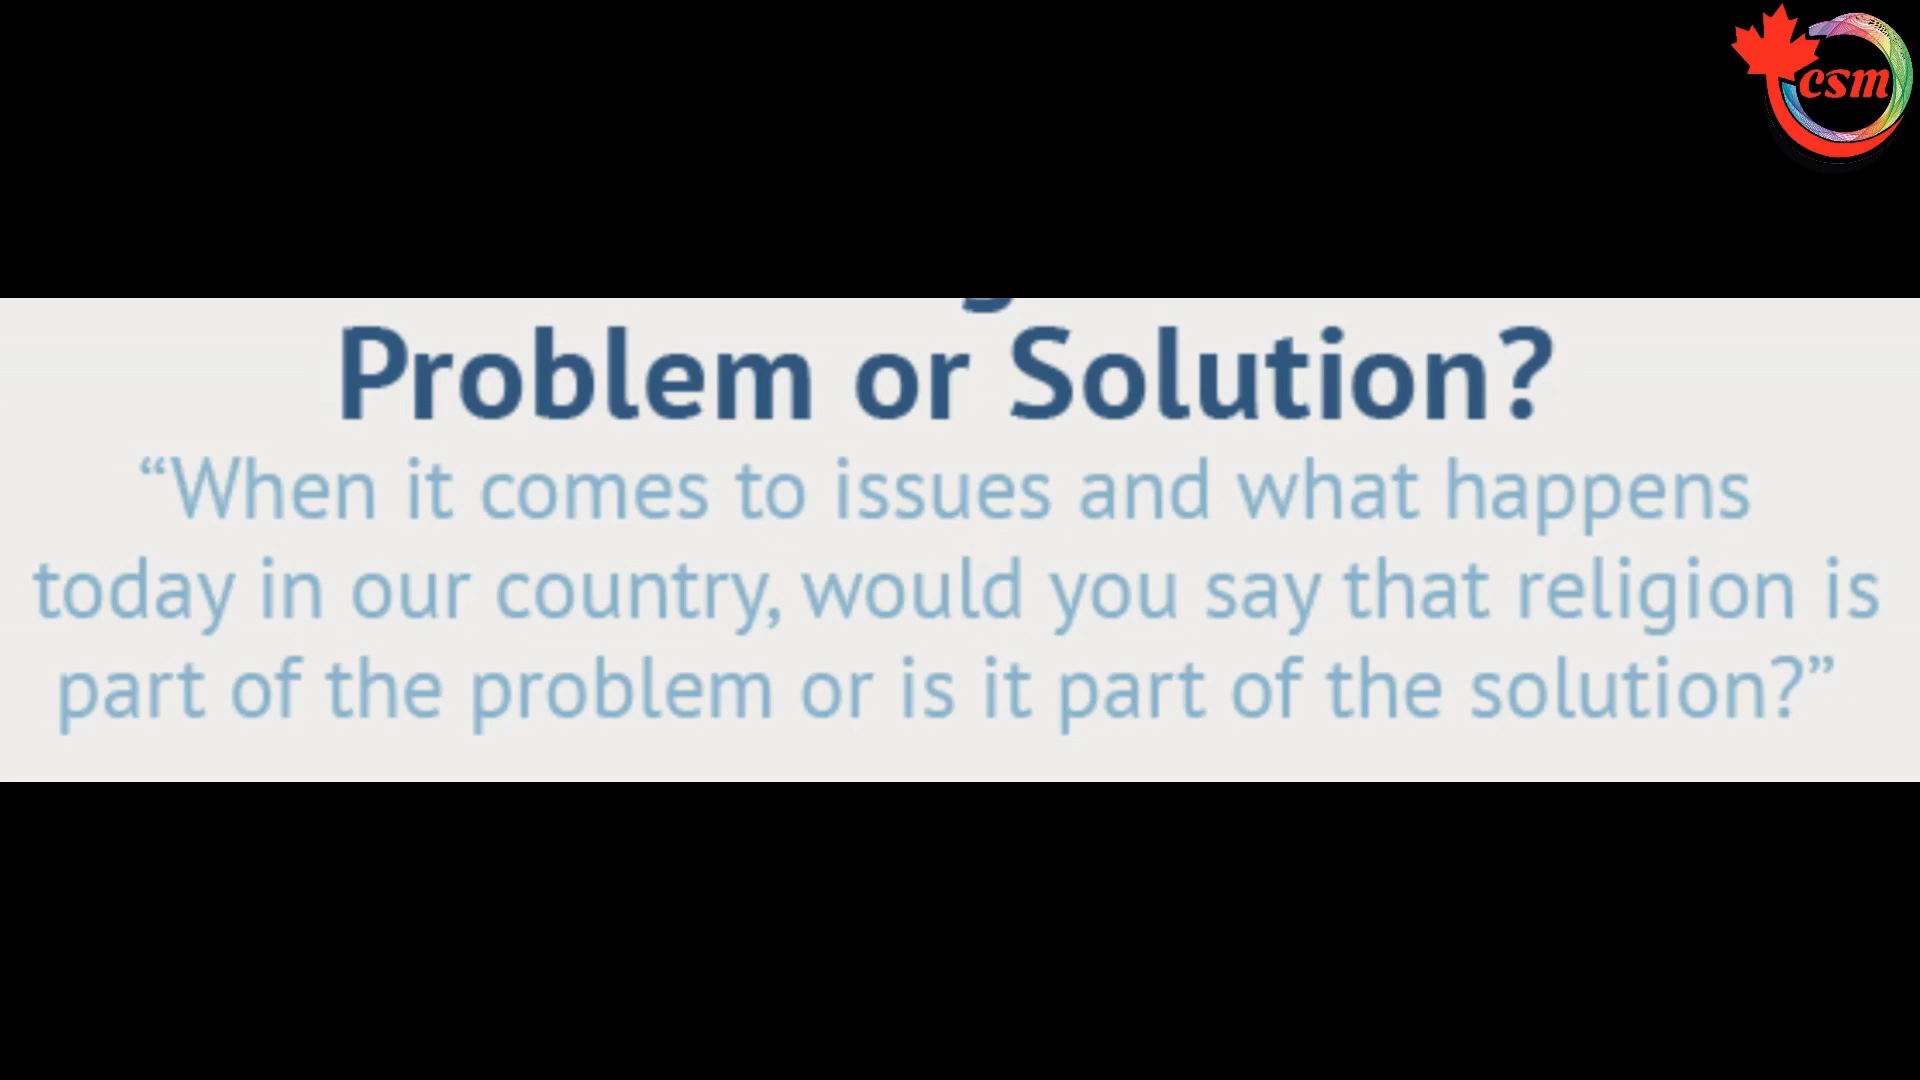 csm
Problem or Solution?
“When it comes to issues and what happens
today in our country, would you say that religion is
part of the problem or is it part of the solution?”